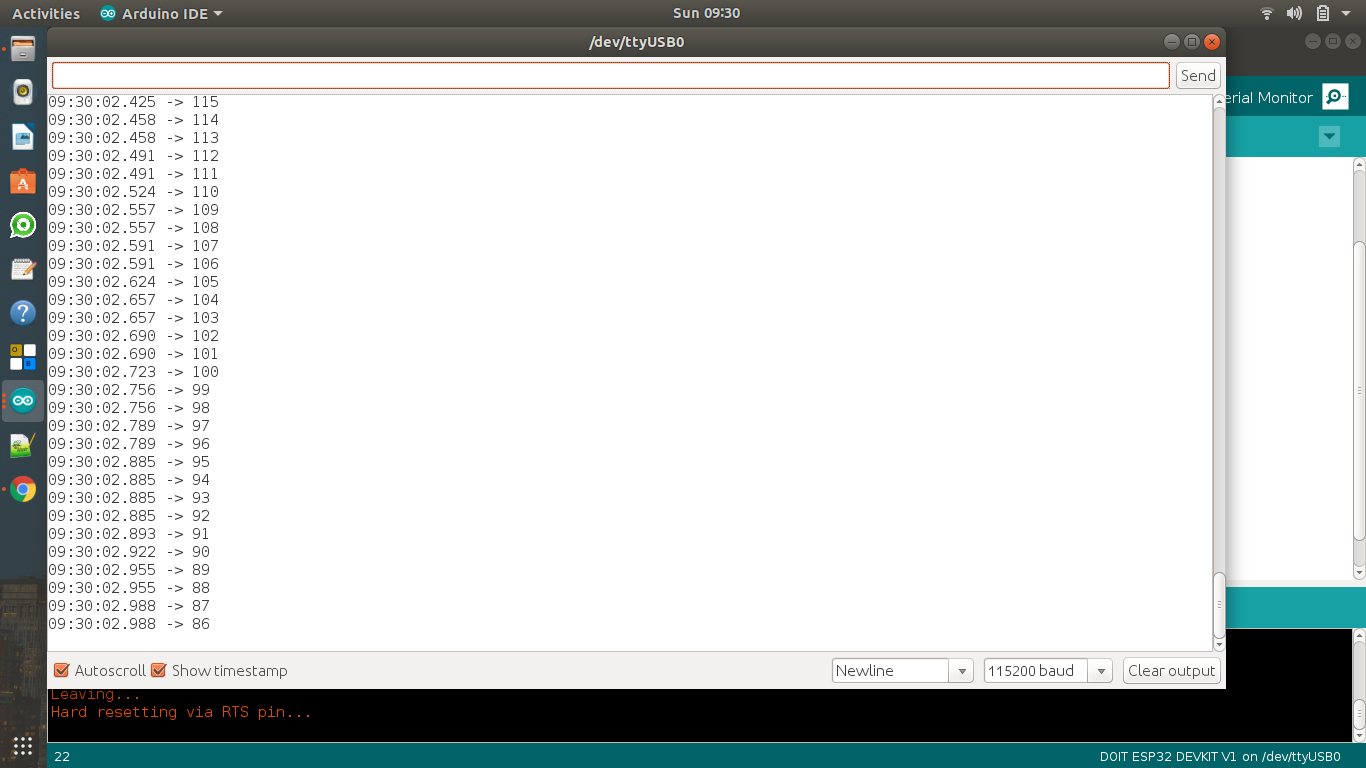 Activities Arduino IDE Sun 09:30
/dev/ttyUSB0
Send
erial Monitor
09:30:02.425 -> 115
09:30:02.458 -> 114
09:30:02.458 -> 113
09:30:02.491 -> 112
09:30:02.491 -> 111
09:30:02.524 -> 110
09:30:02.557 -> 109
09:30:02.557 -> 108
09:30:02.591 -> 107
09:30:02.591 -> 106
09:30:02.624 -> 105
09:30:02.657 -> 104
09:30:02.657 -> 103
09:30:02.690 -> 102
09:30:02.690 -> 101
09:30:02.723 -> 100
09:30:02.756 -> 99
09:30:02.756 -> 98
09:30:02.789 -> 97
09:30:02.789 -> 96
09:30:02.885 -> 95
09:30:02.885 -> 94
09:30:02.885 -> 93
09:30:02.885 -> 92
09:30:02.893 -> 91
09:30:02.922 -> 90
09:30:02.955 -> 89
09:30:02.955 -> 88
09:30:02.988 -> 87
09:30:02.988 -> 86
Autoscroll Show timestamp Newline 115200 baud Clear output
Leaving...
Hard resetting via RTS pin...
22 DOIT ESP32 DEVKIT V1 on /dev/ttyUSB0